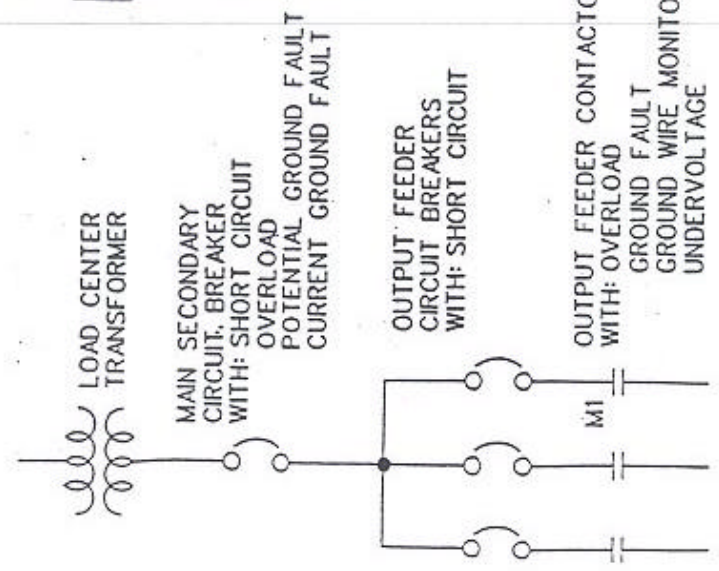 LOAD CENTER
TRANSFORMER
MAIN SECONDARY
CIRCUIT. BREAKER
WITH: SHORT CIRCUIT
OVERLOAD
POTENTIAL GROUND FAULT
CURRENT GROUND FAULT
OUTPUT FEEDER
CIRCUIT BREAKERS
WITH: SHORT CIRCUIT
OUTPUT FEEDER CONTACTO
WITH: OVERLOAD
GROUND FAULT
GROUND WIRE MONITO
UNDERVOLTAGE
M1